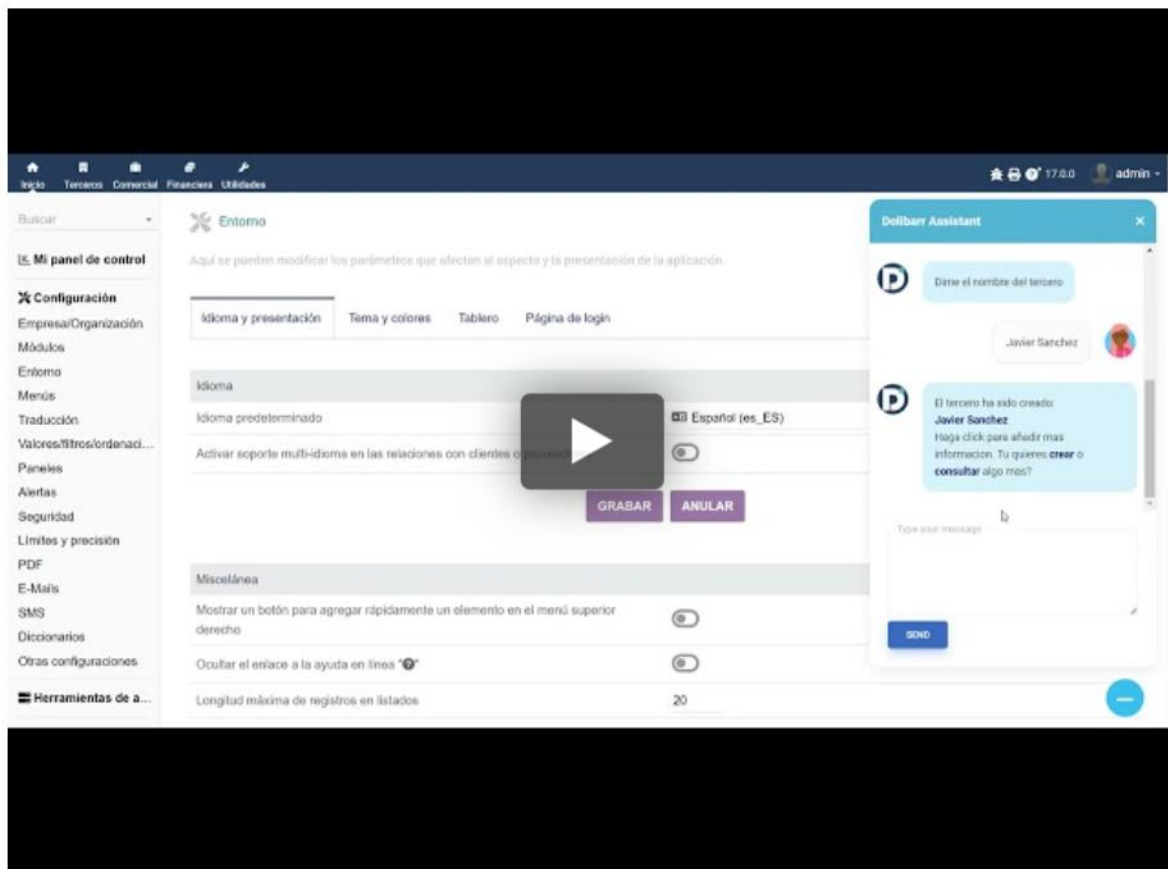 Inicio Terceros Comercial Financiera Utilidades
17.0.0 admin
Buscar
Mi panel de control
Configuración
Empresa/Organización
Módulos
Entorno
Menús
Traducción
Valores/filtros/ordenaci...
Paneles
Alertas
Seguridad
Límites y precisión
PDF
E-Mails
SMS
Diccionarios
Otras configuraciones
Herramientas de a...
Entorno
Aquí se pueden modificar los parámetros que afectan al aspecto y la presentación de la aplicación.
Idioma y presentación Tema y colores Tablero Página de login
Idioma
Idioma predeterminado Español (es_ES)
Activar soporte multi-idioma en las relaciones con clientes o
GRABAR ANULAR
Miscelánea
Mostrar un botón para agregar rápidamente un elemento en el menú superior
derecho
Ocultar el enlace a la ayuda en línea "?"
Longitud máxima de registros en listados 20
Dolibarr Assistant ×
Dime el nombre del tercero
Javier Sanchez
El tercero ha sido creado:
Javier Sanchez
Haga click para añadir mas
informacion. Tu quieres crear o
consultar algo mas?
Type your message
SEND